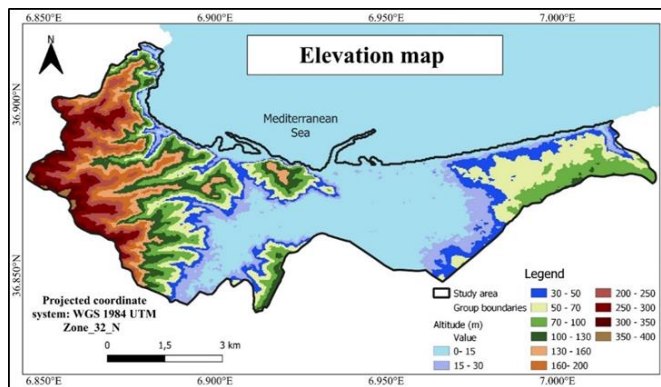 6.850°E 6.900°E 6.950°E 7.000°E
Elevation map
N
36.900°N
Mediterranean
Sea
36.850°N
Projected coordinate
system: WGS 1984 UTM
Zone_32_N
0 1,5 3 km
Legend
Study area
Group boundaries
Altitude (m)
Value
0- 15
15 - 30
30 - 50
50 - 70
70 - 100
100 - 130
130 - 160
160- 200
200 - 250
250 - 300
300 - 350
350 - 400
6.850°E 6.900°E 6.950°E 7.000°E